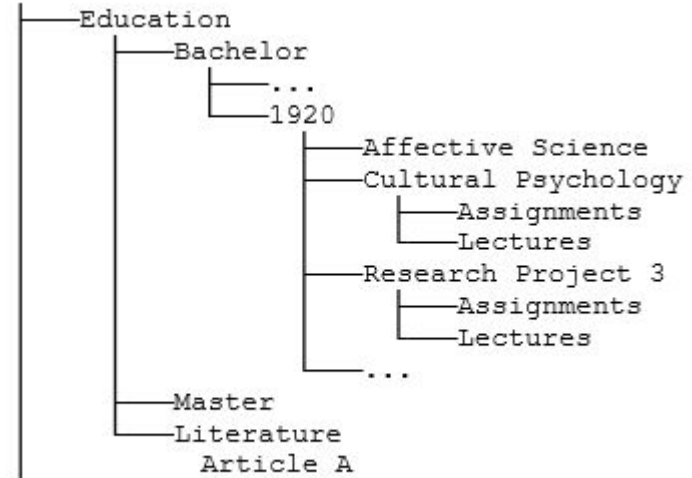 Education
Bachelor
...
1920
Affective Science
Cultural Psychology
Assignments
Lectures
Research Project 3
Assignments
Lectures
...
Master
Literature
Article A